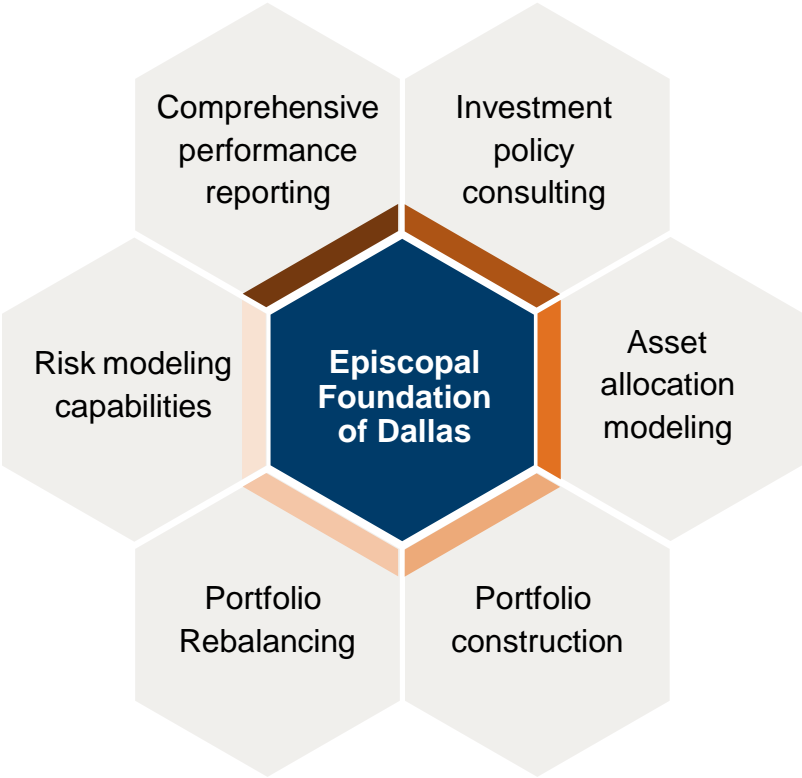 Comprehensive
performance
reporting
Investment
policy
consulting
Risk modeling
capabilities
Episcopal
Foundation
of Dallas
Asset
allocation
modeling
Portfolio
Rebalancing
Portfolio
construction